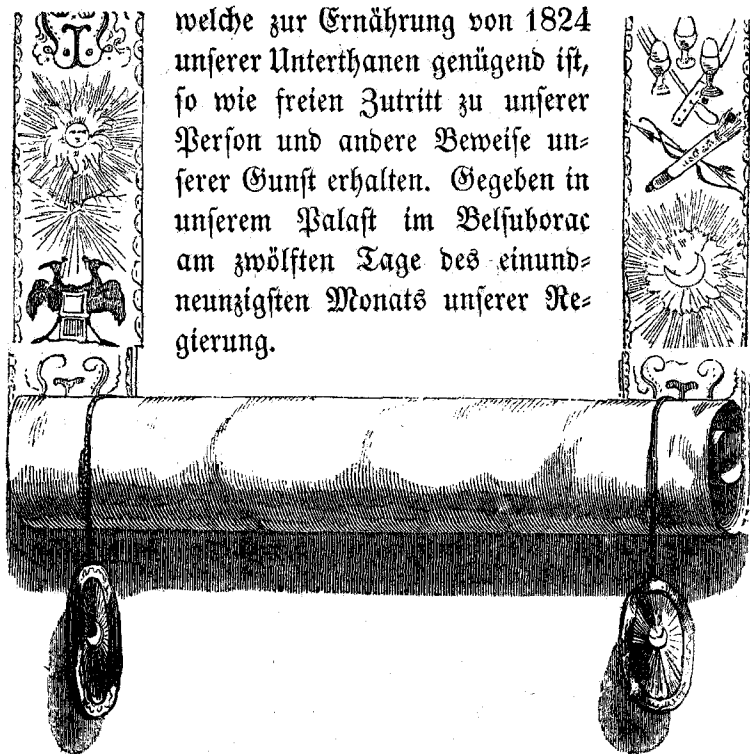 welche zur Ernährung von 1824
unserer Unterthanen genügend ist,
so wie freien Zutritt zu unserer
Person und andere Beweise un=
serer Gunst erhalten. Gegeben in
unserem Palast im Belsuborac
am zwölften Tage des einund=
neunzigsten Monats unserer Re=
gierung.